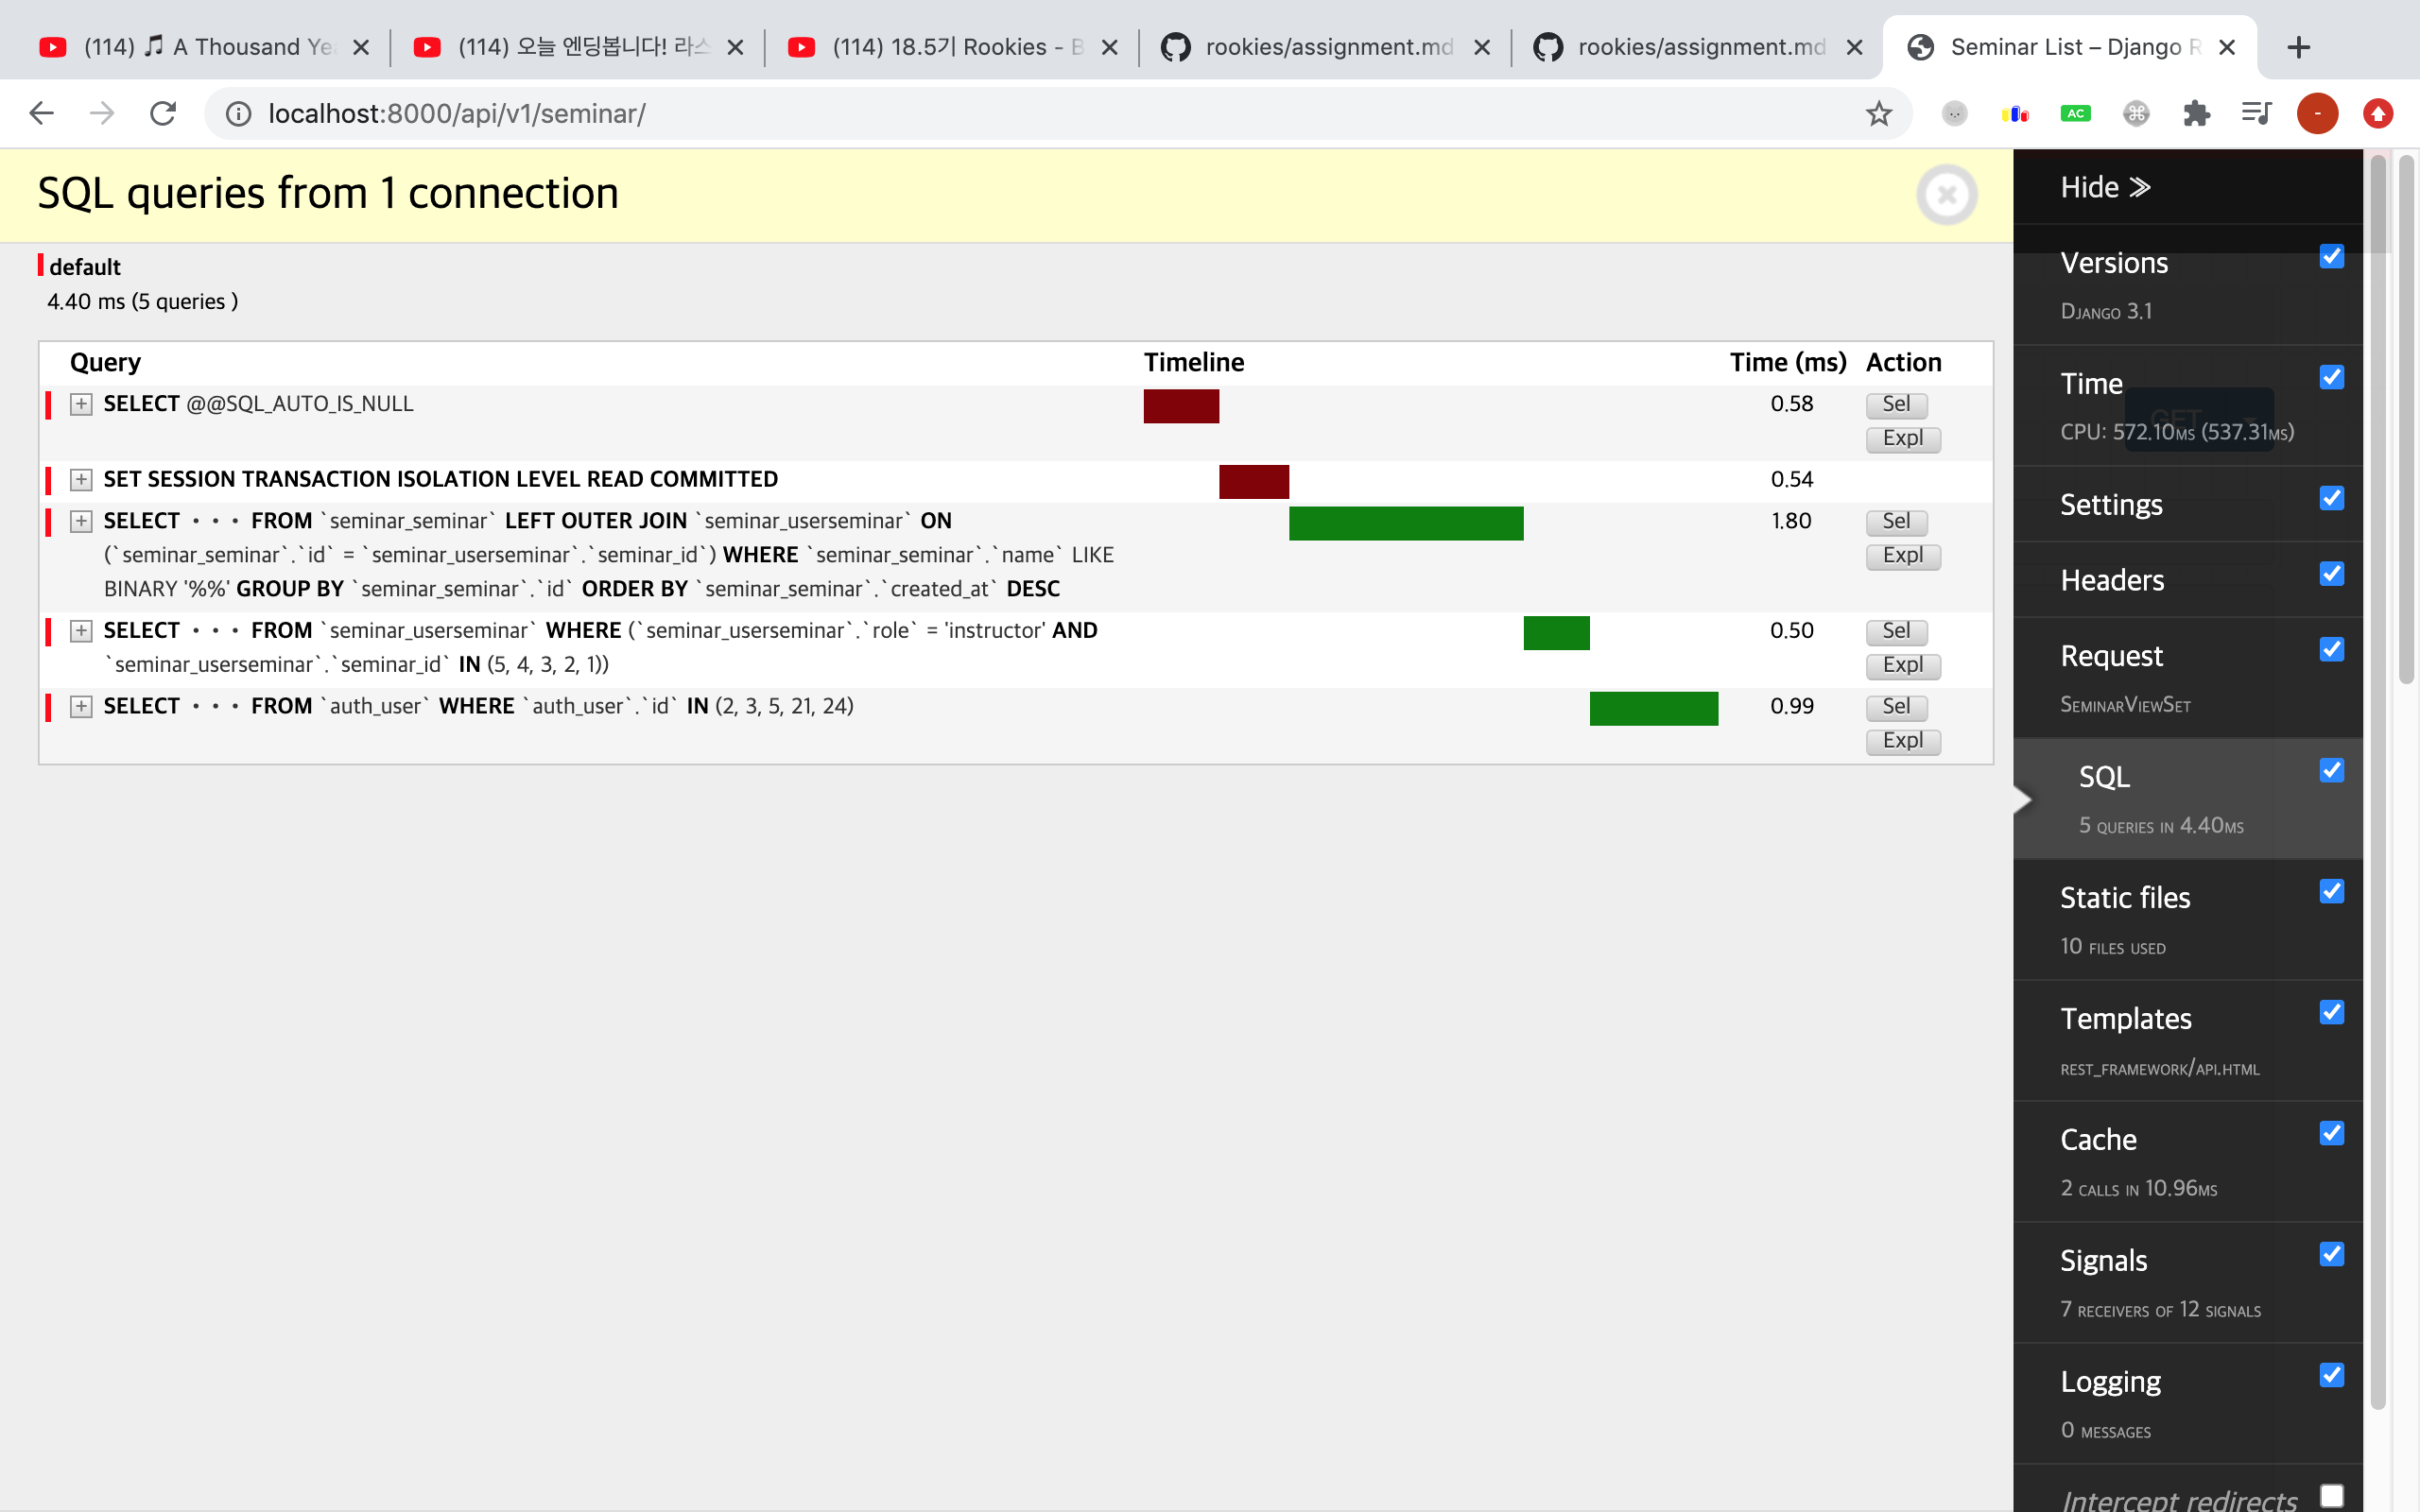 (114) 🎵 A Thousand Ye
(114) 오늘 엔딩봅니다! 라스
(114) 18.5기 Rookies - B
rookies/assignment.md
rookies/assignment.md
Seminar List – Django R
localhost:8000/api/v1/seminar/
AC
SQL queries from 1 connection
default
4.40 ms (5 queries )
Query Timeline Time (ms) Action
SELECT @@SQL_AUTO_IS_NULL 0.58 Sel
Expl
SET SESSION TRANSACTION ISOLATION LEVEL READ COMMITTED 0.54
SELECT ••• FROM `seminar_seminar` LEFT OUTER JOIN `seminar_userseminar` ON 1.80 Sel
(`seminar_seminar`.`id` = `seminar_userseminar`.`seminar_id`) WHERE `seminar_seminar`.`name` LIKE Expl
BINARY '%%' GROUP BY `seminar_seminar`.`id` ORDER BY `seminar_seminar`.`created_at` DESC
SELECT ••• FROM `seminar_userseminar` WHERE (`seminar_userseminar`.`role` = 'instructor' AND 0.50 Sel
`seminar_userseminar`.`seminar_id` IN (5, 4, 3, 2, 1)) Expl
SELECT ••• FROM `auth_user` WHERE `auth_user`.`id` IN (2, 3, 5, 21, 24) 0.99 Sel
Expl
Hide »
Versions
Django 3.1
Time
GET
CPU: 572.10ms (537.31ms)
Settings
Headers
Request
SeminarViewSet
SQL
5 queries in 4.40ms
Static files
10 files used
Templates
rest_framework/api.html
Cache
2 calls in 10.96ms
Signals
7 receivers of 12 signals
Logging
0 messages
Intercept redirects